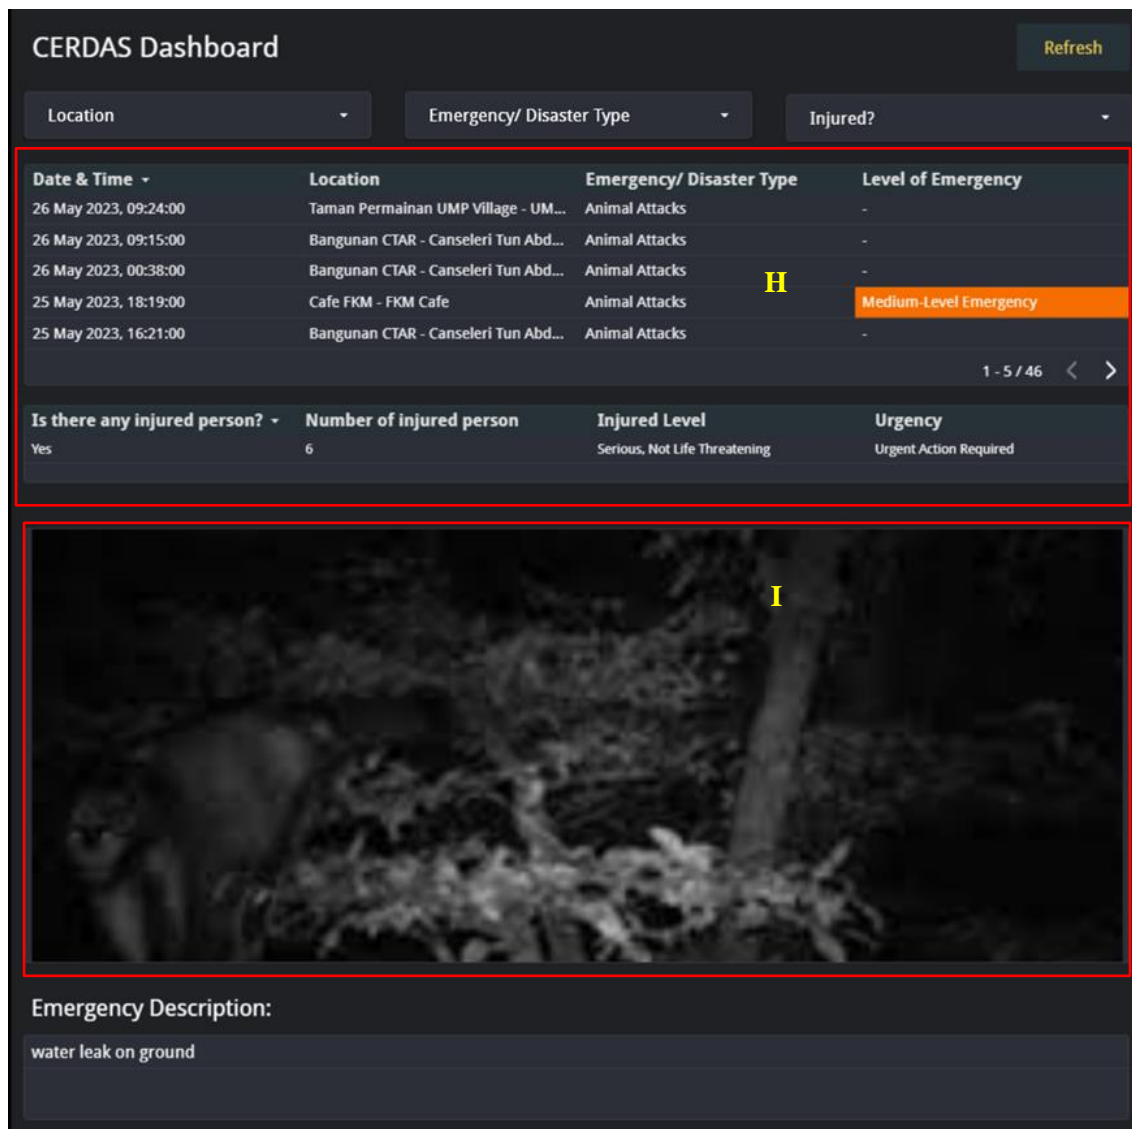 CERDAS Dashboard
Refresh
Location Emergency/ Disaster Type Injured?
Date & Time Location Emergency/ Disaster Type Level of Emergency
26 May 2023, 09:24:00 Taman Permainan UMP Village - UM... Animal Attacks -
26 May 2023, 09:15:00 Bangunan CTAR - Canseleri Tun Abd... Animal Attacks -
26 May 2023, 00:38:00 Bangunan CTAR - Canseleri Tun Abd... Animal Attacks -
H
25 May 2023, 18:19:00 Cafe FKM - FKM Cafe Animal Attacks Medium-Level Emergency
25 May 2023, 16:21:00 Bangunan CTAR - Canseleri Tun Abd... Animal Attacks -
1 - 5 / 46 < >
Is there any injured person? Number of injured person Injured Level Urgency
Yes 6 Serious, Not Life Threatening Urgent Action Required
I
Emergency Description:
water leak on ground